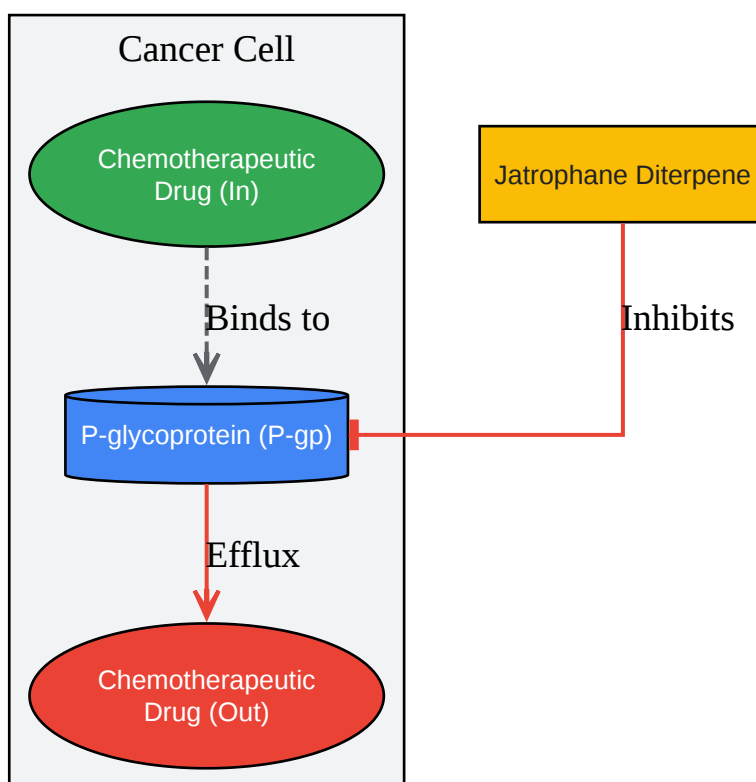 Cancer Cell
Chemotherapeutic
Drug (In)
Jatrophane Diterpene
Binds to
Inhibits
P-glycoprotein (P-gp)
Efflux
Chemotherapeutic
Drug (Out)